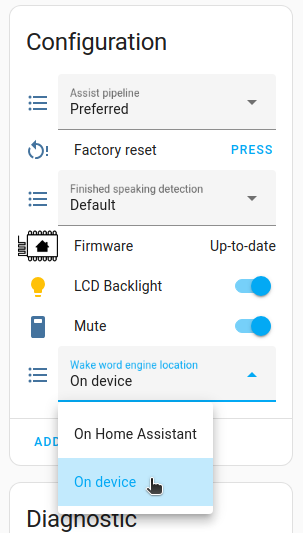 Configuration
Assist pipeline
Preferred
Factory reset PRESS
Finished speaking detection
Default
Firmware Up-to-date
LCD Backlight
Mute
Wake word engine location
On device
On Home Assistant
On device
ADD
Diagnostic